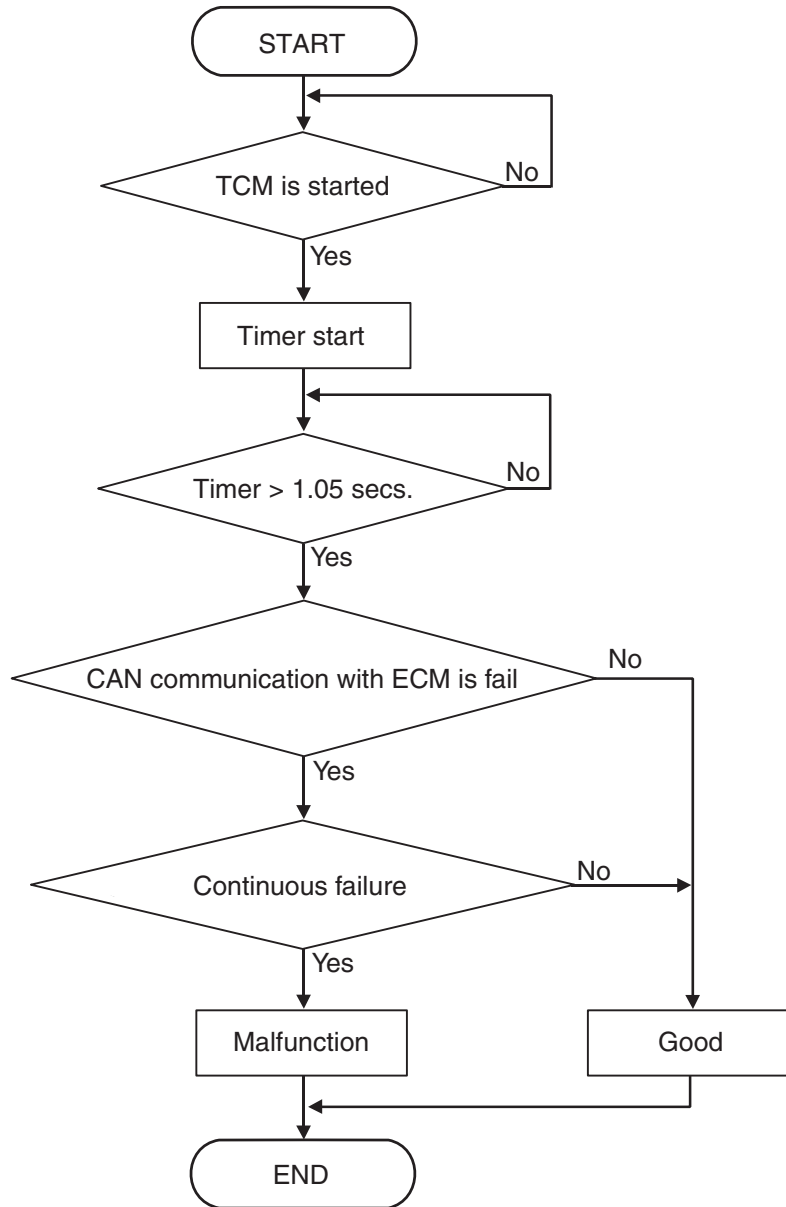 START
No
TCM is started
Yes
Timer start
No
Timer > 1.05 secs.
Yes
No
CAN communication with ECM is fail
Yes
No
Continuous failure
Yes
Malfunction
Good
END